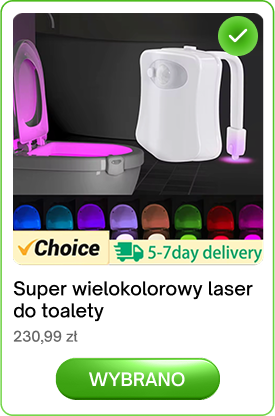 Choice
5-7day delivery
Super wielokolorowy laser
do toalety
230,99 zł
WYBRANO